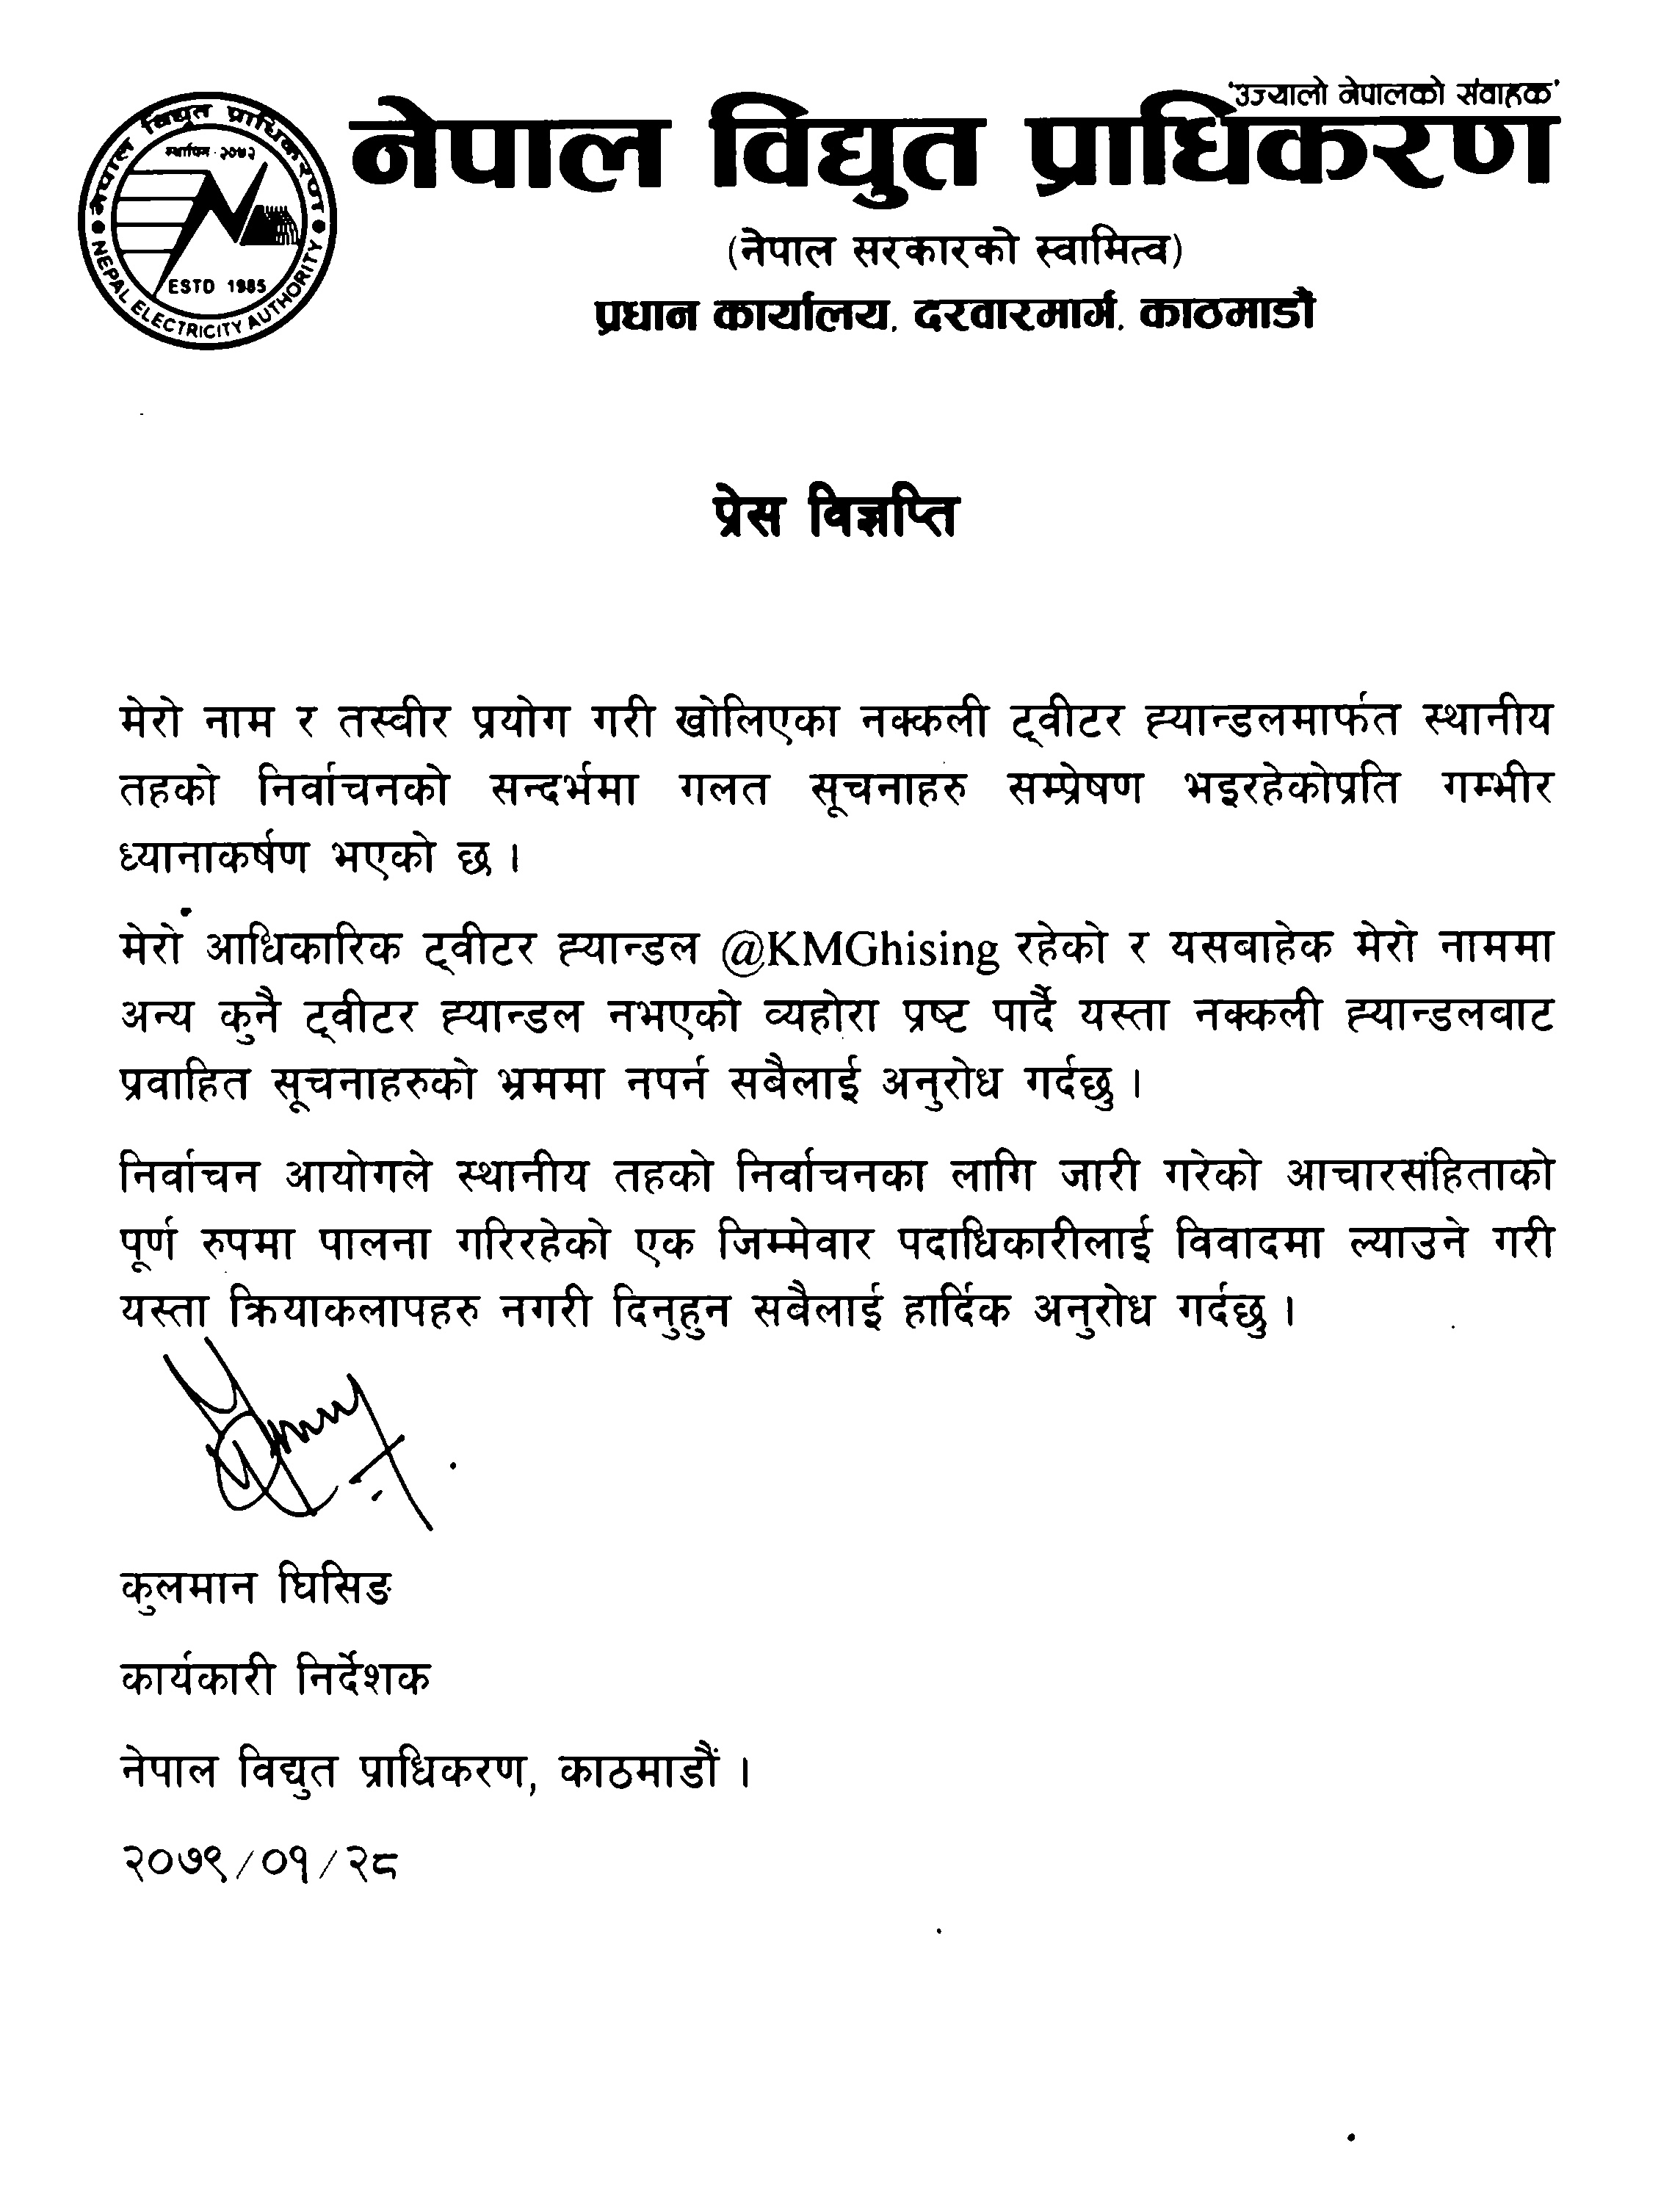 'उज्यालो नेपालको संवाहक'
नेपाल विद्युत प्राधिकरण
नेपाल विद्युत प्राधिकरण
स्थापित - २०४२
ESTD 1985
NEPAL ELECTRICITY AUTHORITY
(नेपाल सरकारको स्वामित्व)
प्रधान कार्यालय, दरवारमार्ग, काठमाडौं
प्रेस विज्ञप्ति
मेरो नाम र तस्वीर प्रयोग गरी खोलिएका नक्कली ट्वीटर ह्यान्डलमार्फत स्थानीय
तहको निर्वाचनको सन्दर्भमा गलत सूचनाहरु सम्प्रेषण भइरहेकोप्रति गम्भीर
ध्यानाकर्षण भएको छ ।
मेरो आधिकारिक ट्वीटर ह्यान्डल @KMGhising रहेको र यसबाहेक मेरो नाममा
अन्य कुनै ट्वीटर ह्यान्डल नभएको व्यहोरा प्रष्ट पार्दै यस्ता नक्कली ह्यान्डलबाट
प्रवाहित सूचनाहरुको भ्रममा नपर्न सबैलाई अनुरोध गर्दछु ।
निर्वाचन आयोगले स्थानीय तहको निर्वाचनका लागि जारी गरेको आचारसंहिताको
पूर्ण रुपमा पालना गरिरहेको एक जिम्मेवार पदाधिकारीलाई विवादमा ल्याउने गरी
यस्ता क्रियाकलापहरु नगरी दिनुहुन सबैलाई हार्दिक अनुरोध गर्दछु ।
कुलमान घिसिङ
कार्यकारी निर्देशक
नेपाल विद्युत प्राधिकरण, काठमाडौं ।
२०७९/०१/२८